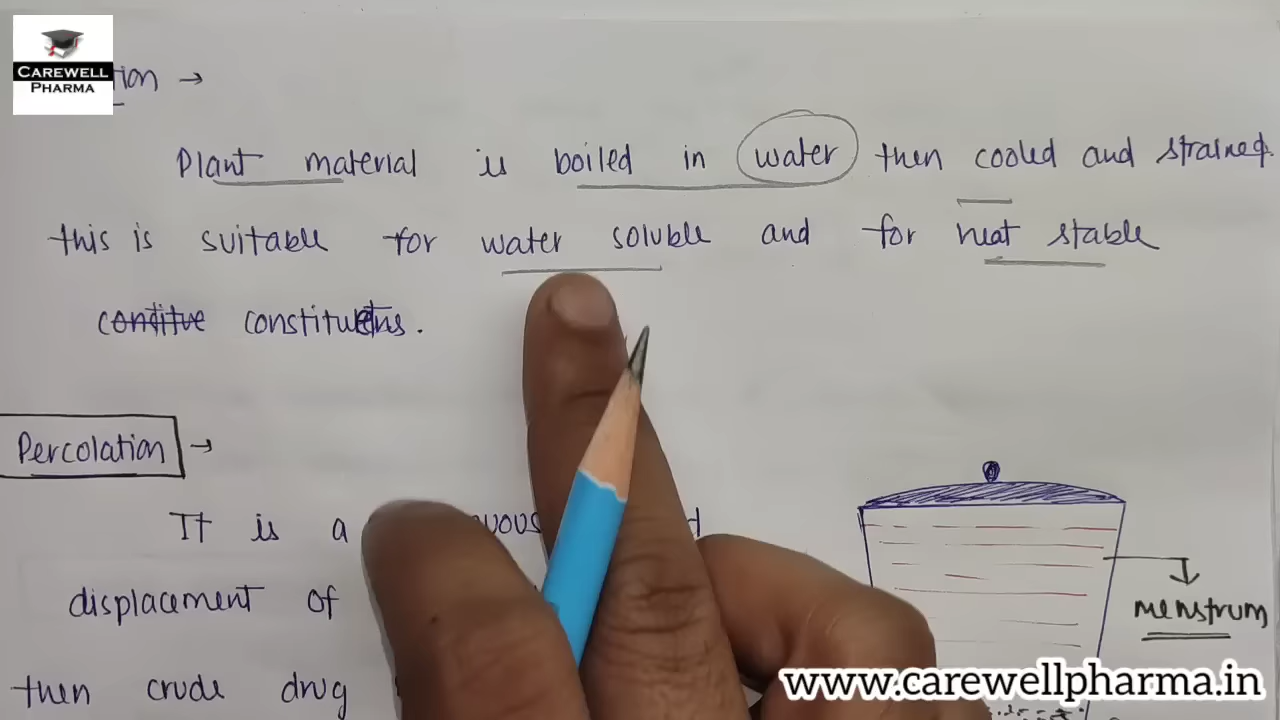 CAREWELL
PHARMA
tion →
Plant material is boiled in water then cooled and strained.
this is suitable for water soluble and for heat stable
constituents.
Percolation →
It is a
displacement of
then crude drug
menstrum
www.carewellpharma.in